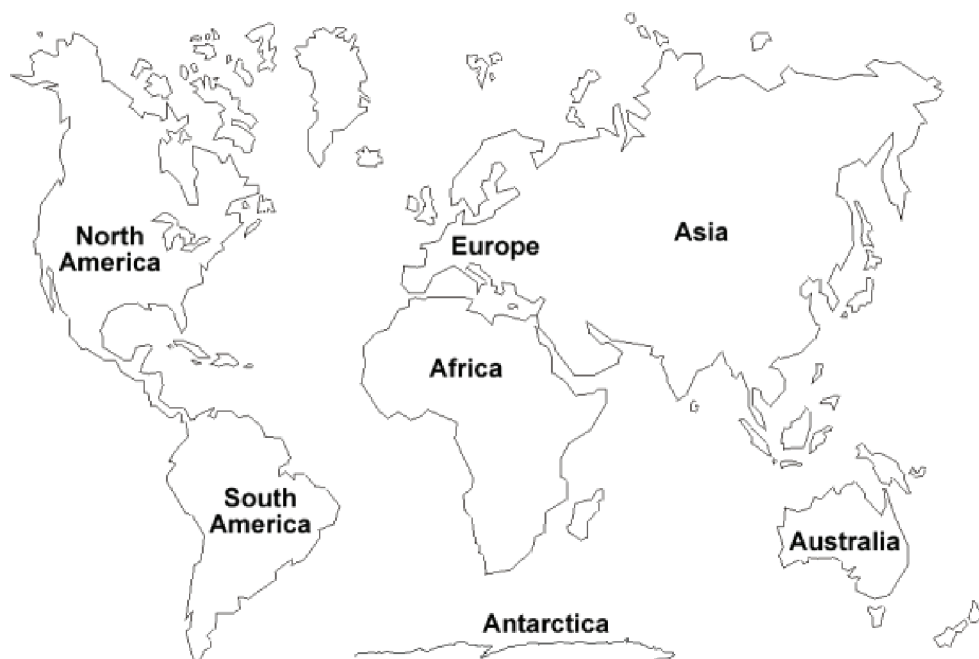 North
America
Europe
Asia
Africa
South
America
Australia
Antarctica